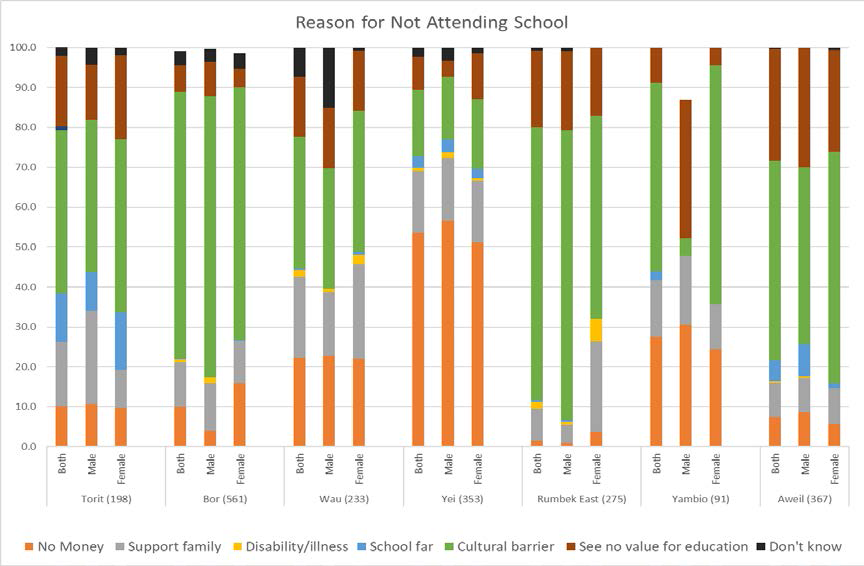 Reason for Not Attending School
100.0
90.0
80.0
70.0
60.0
50.0
40.0
30.0
20.0
10.0
0.0
Both Male Female Both Male Female Both Male Female Both Male Female Both Male Female Both Male Female Both Male Female
Torit (198) Bor (561) Wau (233) Yei (353) Rumbek East (275) Yambio (91) Aweil (367)
No Money Support family Disability/illness School far Cultural barrier See no value for education Don't know